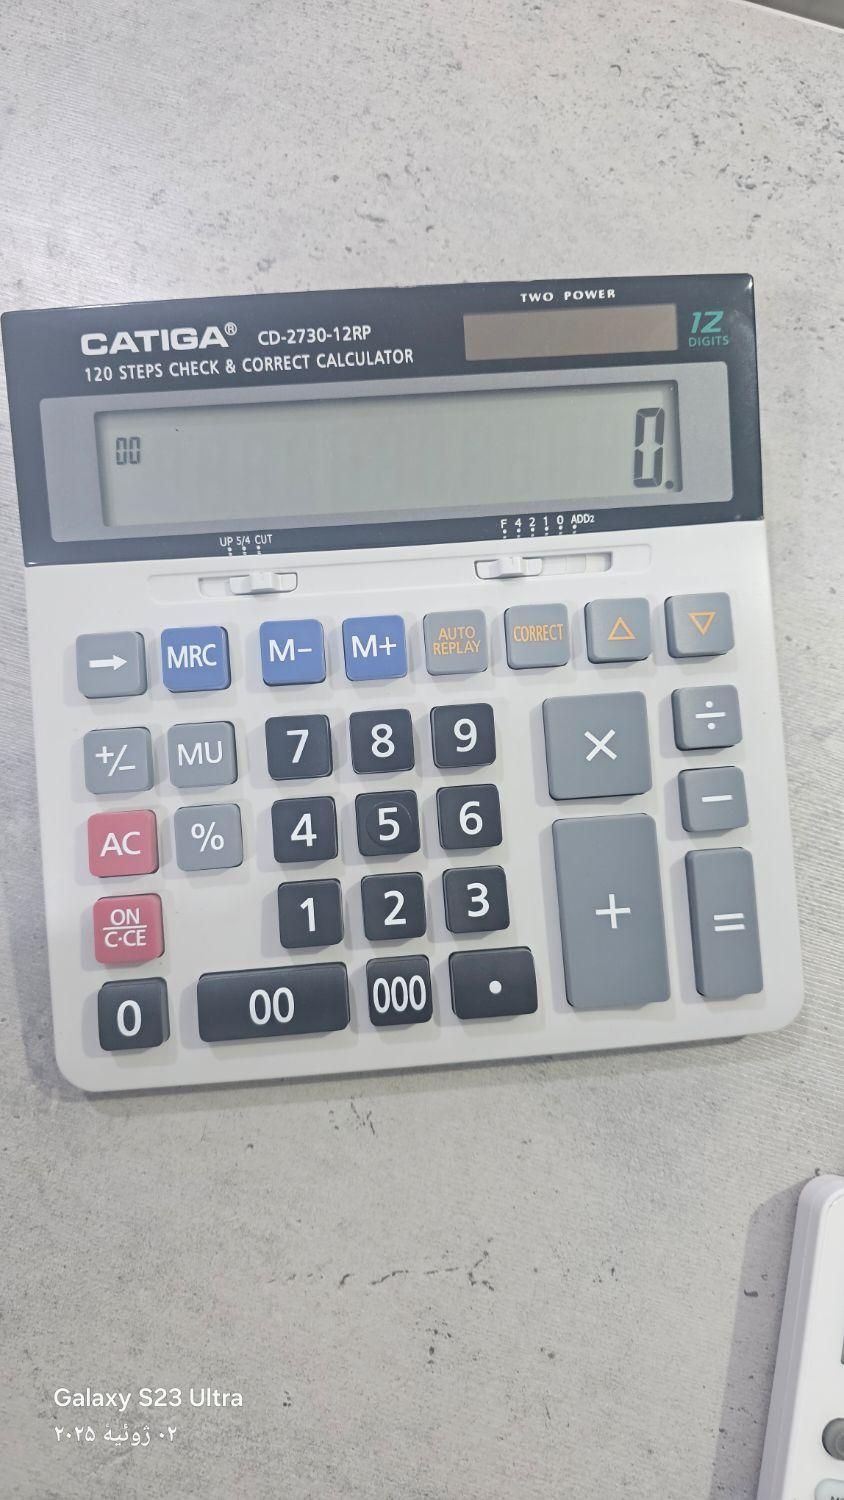 TWO POWER
CATIGA® CD-2730-12RP
12
DIGITS
120 STEPS CHECK & CORRECT CALCULATOR
00 0.
UP 5/4 CUT
F 4 2 1 0 ADD2
→ MRC M− M+ AUTO REPLAY CORRECT △ ▽
+/− MU 7 8 9 × ÷
AC % 4 5 6 −
ON
C·CE
1 2 3 + =
0 00 000 •
Galaxy S23 Ultra
۰۲ ژوئیهٔ ۲۰۲۵